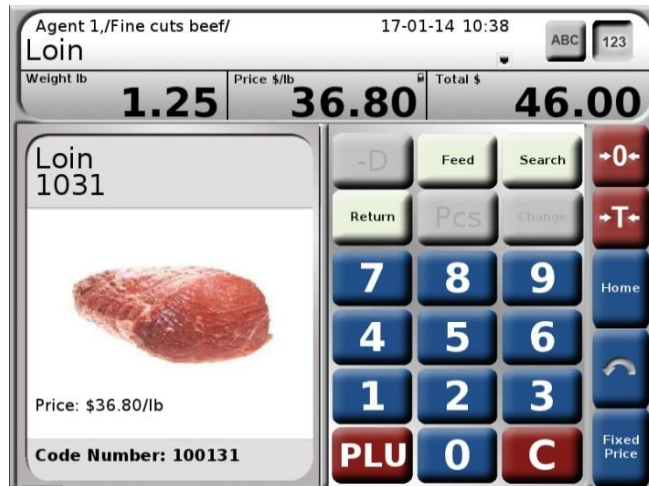 Agent 1,/Fine cuts beef/ 17-01-14 10:38
Loin
ABC 123
Weight lb Price $/lb Total $
1.25 36.80 46.00
Loin
1031
Price: $36.80/lb
Code Number: 100131
-D Feed Search →0←
Return Pcs Change →T←
7 8 9 Home
4 5 6
1 2 3 Fixed Price
PLU 0 C